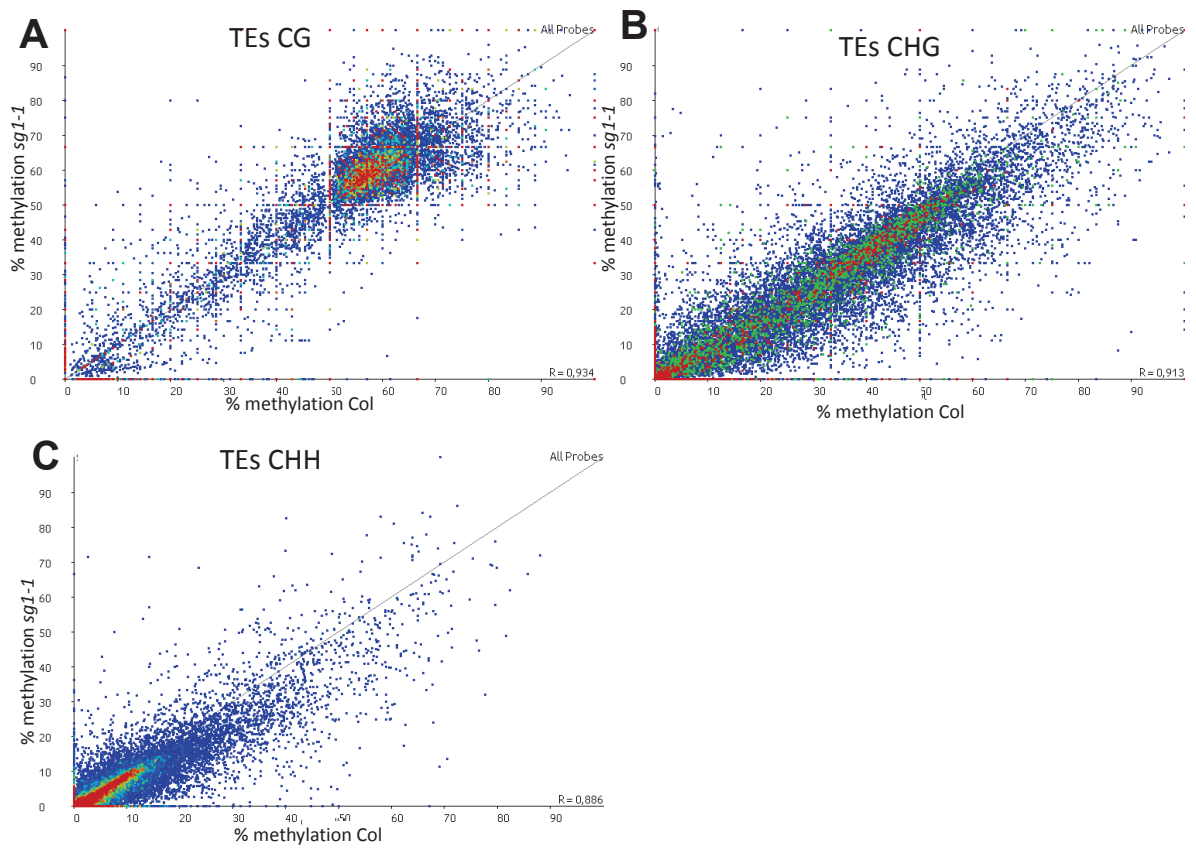 A
TEs CG
All Probes
% methylation sg1-1
90
80
70
60
50
40
30
20
10
0
0 10 20 30 40 50 60 70 80 90
R = 0,934
% methylation Col
B
TEs CHG
All Probes
% methylation sg1-1
90
80
70
60
50
40
30
20
10
0
0 10 20 30 40 50 60 70 80 90
R = 0,913
% methylation Col
C
TEs CHH
All Probes
% methylation sg1-1
90
80
70
60
50
40
30
20
10
0
0 10 20 30 40 50 60 70 80 90
R = 0,886
% methylation Col